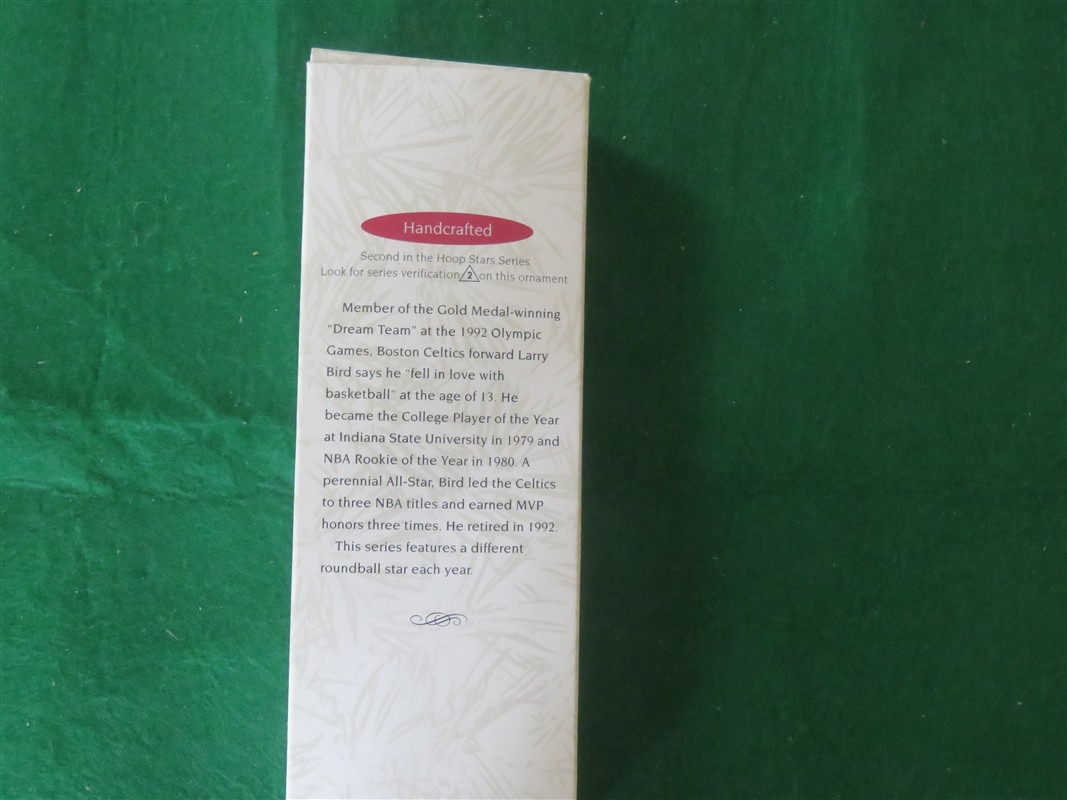 Handcrafted
Second in the Hoop Stars Series
Look for series verification 2 on this ornament.
Member of the Gold Medal-winning
"Dream Team" at the 1992 Olympic
Games, Boston Celtics forward Larry
Bird says he "fell in love with
basketball" at the age of 13. He
became the College Player of the Year
at Indiana State University in 1979 and
NBA Rookie of the Year in 1980. A
perennial All-Star, Bird led the Celtics
to three NBA titles and earned MVP
honors three times. He retired in 1992.
This series features a different
roundball star each year.